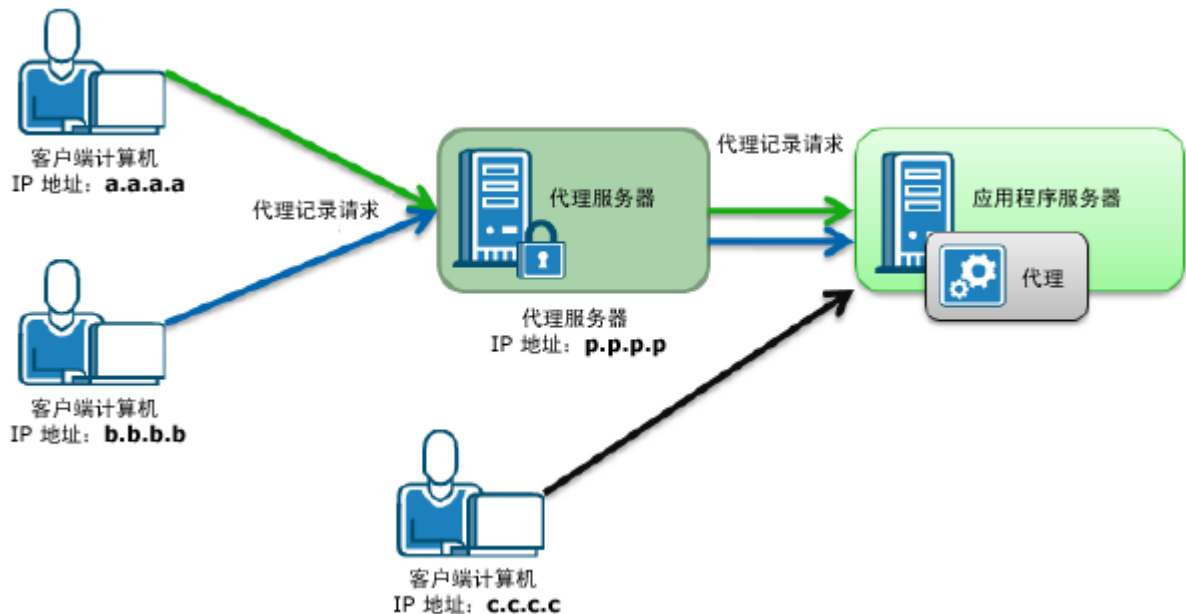 客户端计算机
IP 地址：a.a.a.a
代理记录请求
代理服务器
代理服务器
IP 地址：p.p.p.p
代理记录请求
应用程序服务器
代理
客户端计算机
IP 地址：b.b.b.b
客户端计算机
IP 地址：c.c.c.c